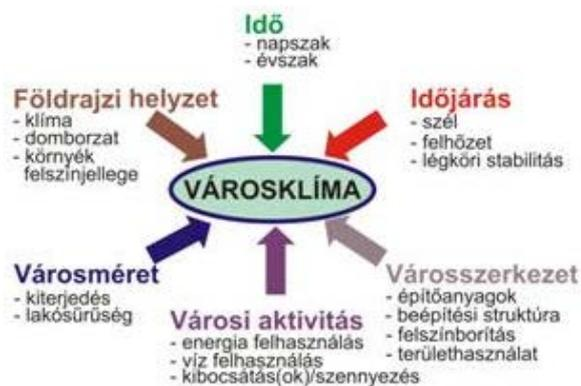 Idő
- napszak
- évszak
Földrajzi helyzet
- klíma
- domborzat
- környék
felszínjellege
Időjárás
- szél
- felhőzet
- légköri stabilitás
VÁROSKLÍMA
Városméret
- kiterjedés
- lakósűrűség
Városi aktivitás
- energia felhasználás
- víz felhasználás
- kibocsátás(ok)/szennyezés
Városszerkezet
- építőanyagok
- beépítési struktúra
- felszínborítás
- területhasználat